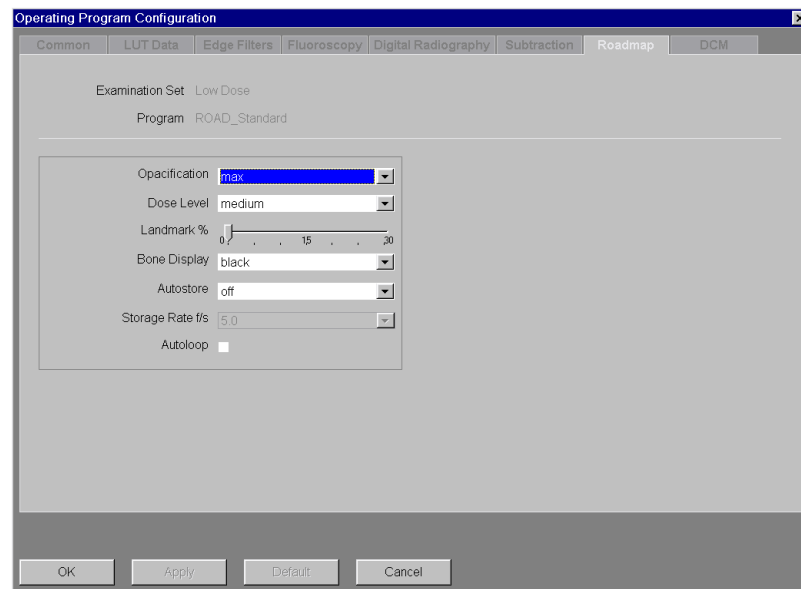 Operating Program Configuration
Common LUT Data Edge Filters Fluoroscopy Digital Radiography Subtraction Roadmap DCM
Examination Set Low Dose
Program ROAD_Standard
Opacification max
Dose Level medium
Landmark %
0 , , 15 , , 30
Bone Display black
Autostore off
Storage Rate f/s 5.0
Autoloop
OK Apply Default Cancel